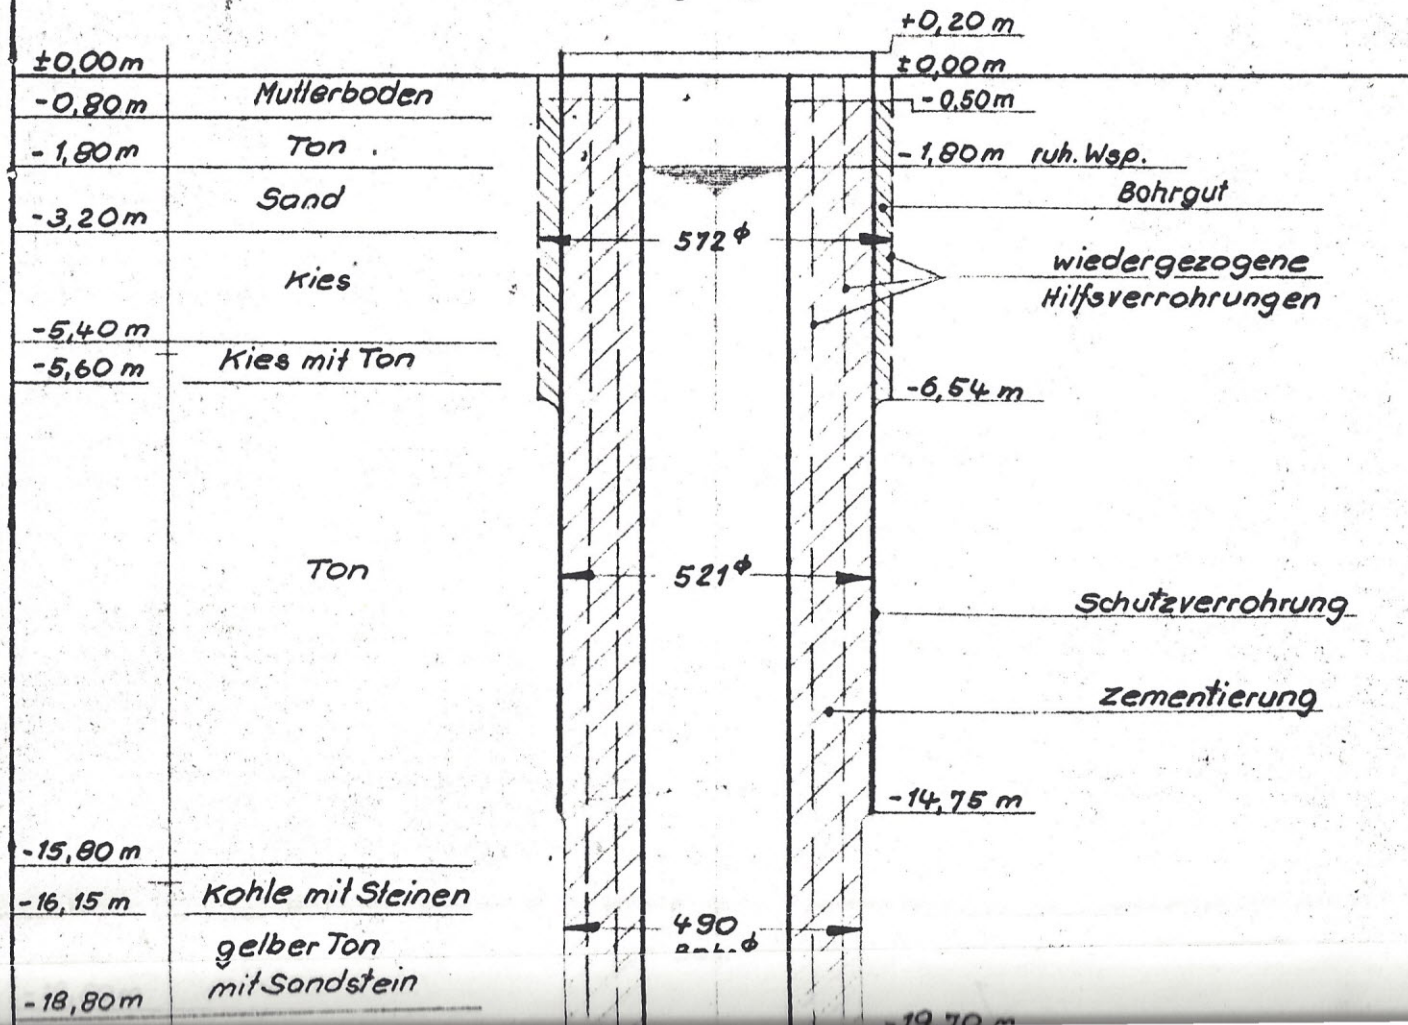 +0,20 m
±0,00 m
±0,00 m
-0,80 m
Mutterboden
-0,50 m
-1,80 m
Ton
-1,80 m ruh. Wsp.
Sand
-3,20 m
Bohrgut
572 ϕ
Kies
wiedergezogene
Hilfsverrohrungen
-5,40 m
Kies mit Ton
-5,60 m
-6,54 m
Ton
521 ϕ
Schutzverrohrung
Zementierung
-14,75 m
-15,80 m
Kohle mit Steinen
-16,15 m
490
ϕ
gelber Ton
mit Sandstein
-18,80 m
-19,70 m